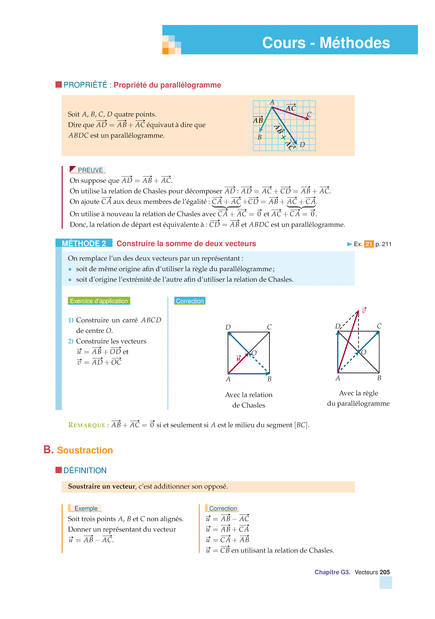 Cours - Méthodes
PROPRIÉTÉ : Propriété du parallélogramme
Soit A, B, C, D quatre points.
Dire que $\overrightarrow{AD} = \overrightarrow{AB} + \overrightarrow{AC}$ équivaut à dire que
ABDC est un parallélogramme.
A
$\overrightarrow{AC}$
C
$\overrightarrow{AB}$
B
$\overrightarrow{AB} + \overrightarrow{AC}$
D
PREUVE
On suppose que $\overrightarrow{AD} = \overrightarrow{AB} + \overrightarrow{AC}$.
On utilise la relation de Chasles pour décomposer $\overrightarrow{AD}$ : $\overrightarrow{AD} = \overrightarrow{AC} + \overrightarrow{CD} = \overrightarrow{AB} + \overrightarrow{AC}$.
On ajoute $\overrightarrow{CA}$ aux deux membres de l'égalité : $\overrightarrow{CA} + \overrightarrow{AC} + \overrightarrow{CD} = \overrightarrow{AB} + \overrightarrow{AC} + \overrightarrow{CA}$.
On utilise à nouveau la relation de Chasles avec $\overrightarrow{CA} + \overrightarrow{AC} = \vec{0}$ et $\overrightarrow{AC} + \overrightarrow{CA} = \vec{0}$.
Donc, la relation de départ est équivalente à : $\overrightarrow{CD} = \overrightarrow{AB}$ et ABDC est un parallélogramme.
MÉTHODE 2 Construire la somme de deux vecteurs ► Ex. 21 p. 211
On remplace l'un des deux vecteurs par un représentant :
• soit de même origine afin d'utiliser la règle du parallélogramme ;
• soit d'origine l'extrémité de l'autre afin d'utiliser la relation de Chasles.
Exercice d'application
1) Construire un carré ABCD
de centre O.
2) Construire les vecteurs
$\vec{u} = \overrightarrow{AB} + \overrightarrow{OD}$ et
$\vec{v} = \overrightarrow{AD} + \overrightarrow{OC}$
Correction
D C
$\vec{u}$ O
A B
Avec la relation
de Chasles
$\vec{v}$
D C
O
A B
Avec la règle
du parallélogramme
REMARQUE : $\overrightarrow{AB} + \overrightarrow{AC} = \vec{0}$ si et seulement si A est le milieu du segment [BC].
B. Soustraction
DÉFINITION
Soustraire un vecteur, c'est additionner son opposé.
Exemple
Soit trois points A, B et C non alignés.
Donner un représentant du vecteur
$\vec{u} = \overrightarrow{AB} - \overrightarrow{AC}$.
Correction
$\vec{u} = \overrightarrow{AB} - \overrightarrow{AC}$
$\vec{u} = \overrightarrow{AB} + \overrightarrow{CA}$
$\vec{u} = \overrightarrow{CA} + \overrightarrow{AB}$
$\vec{u} = \overrightarrow{CB}$ en utilisant la relation de Chasles.
Chapitre G3. Vecteurs 205